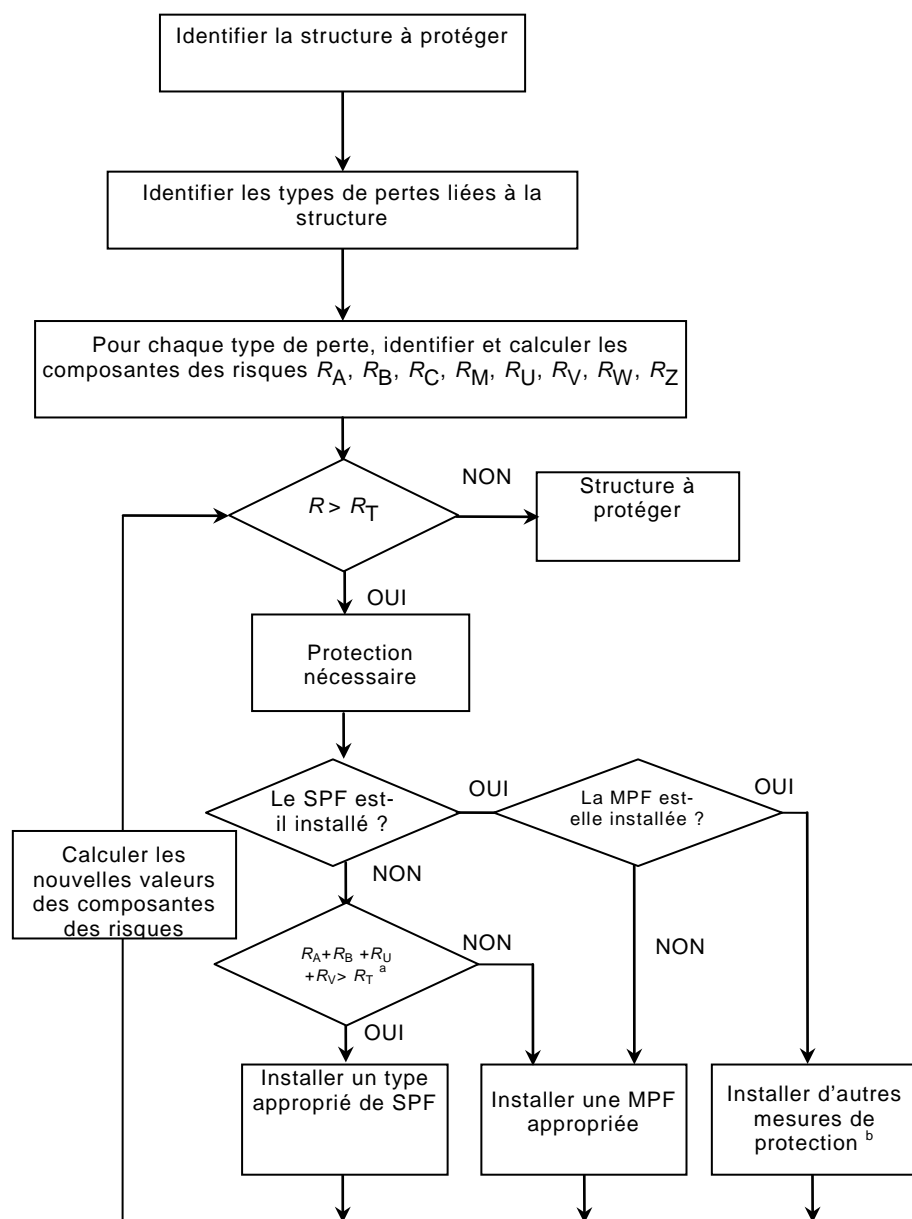 Identifier la structure à protéger
Identifier les types de pertes liées à la
structure
Pour chaque type de perte, identifier et calculer les
composantes des risques RA, RB, RC, RM, RU, RV, RW, RZ
R > RT
NON
Structure à
protéger
OUI
Protection
nécessaire
Le SPF est-
il installé ?
OUI
La MPF est-
elle installée ?
OUI
Calculer les
nouvelles valeurs
des composantes
des risques
NON
RA+RB +RU
+RV> RT a
NON
NON
OUI
Installer un type
approprié de SPF
Installer une MPF
appropriée
Installer d'autres
mesures de
protection b